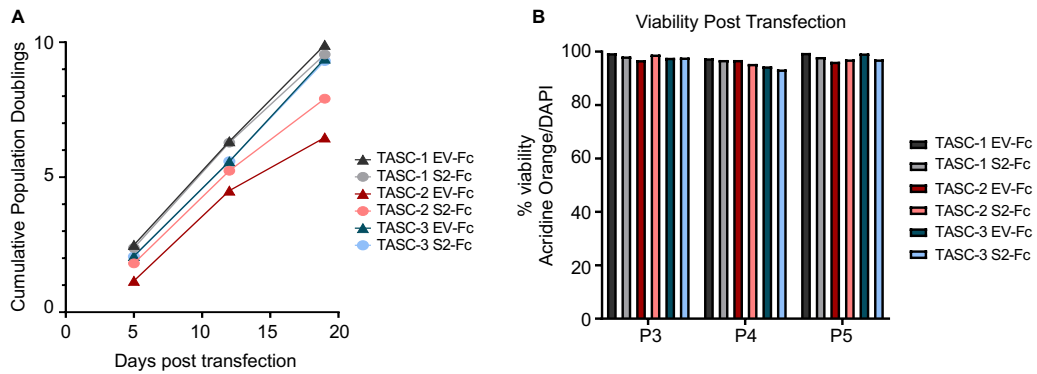 A
Cumulative Population Doublings
10
5
0
0 5 10 15 20
Days post transfection
TASC-1 EV-Fc
TASC-1 S2-Fc
TASC-2 EV-Fc
TASC-2 S2-Fc
TASC-3 EV-Fc
TASC-3 S2-Fc
B
Viability Post Transfection
% viability
Acridine Orange/DAPI
100
80
60
40
20
0
P3 P4 P5
TASC-1 EV-Fc
TASC-1 S2-Fc
TASC-2 EV-Fc
TASC-2 S2-Fc
TASC-3 EV-Fc
TASC-3 S2-Fc